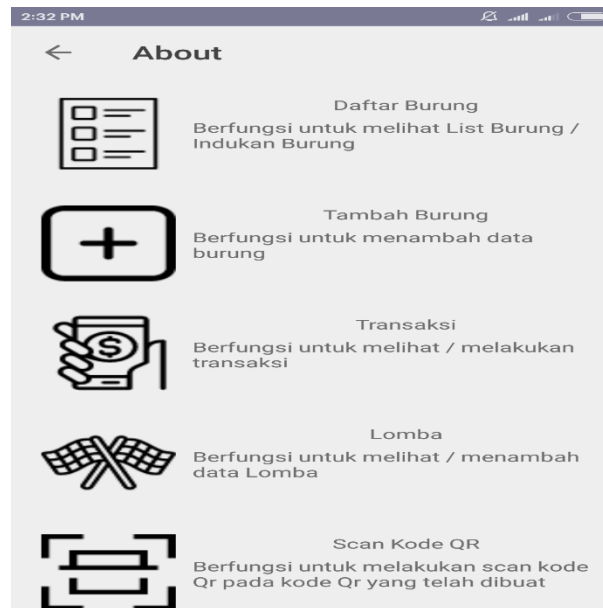 2:32 PM
About
Daftar Burung
Berfungsi untuk melihat List Burung /
Indukan Burung
Tambah Burung
Berfungsi untuk menambah data
burung
Transaksi
Berfungsi untuk melihat / melakukan
transaksi
Lomba
Berfungsi untuk melihat / menambah
data Lomba
Scan Kode QR
Berfungsi untuk melakukan scan kode
Qr pada kode Qr yang telah dibuat